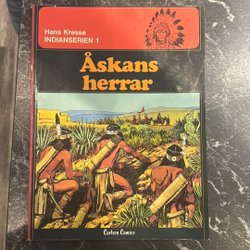 Hans Kresse
INDIANSERIEN 1
Åskans
herrar
Carlsen Comics